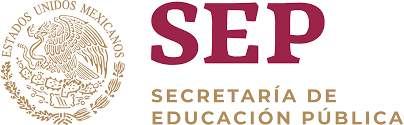 ESTADOS UNIDOS MEXICANOS
SEP
SECRETARÍA DE
EDUCACIÓN PÚBLICA